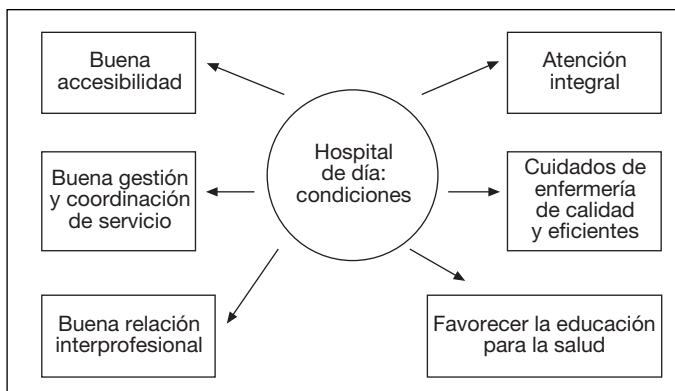 Buena
accesibilidad
Atención
integral
Hospital
de día:
condiciones
Buena gestión
y coordinación
de servicio
Cuidados de
enfermería
de calidad
y eficientes
Buena relación
interprofesional
Favorecer la educación
para la salud